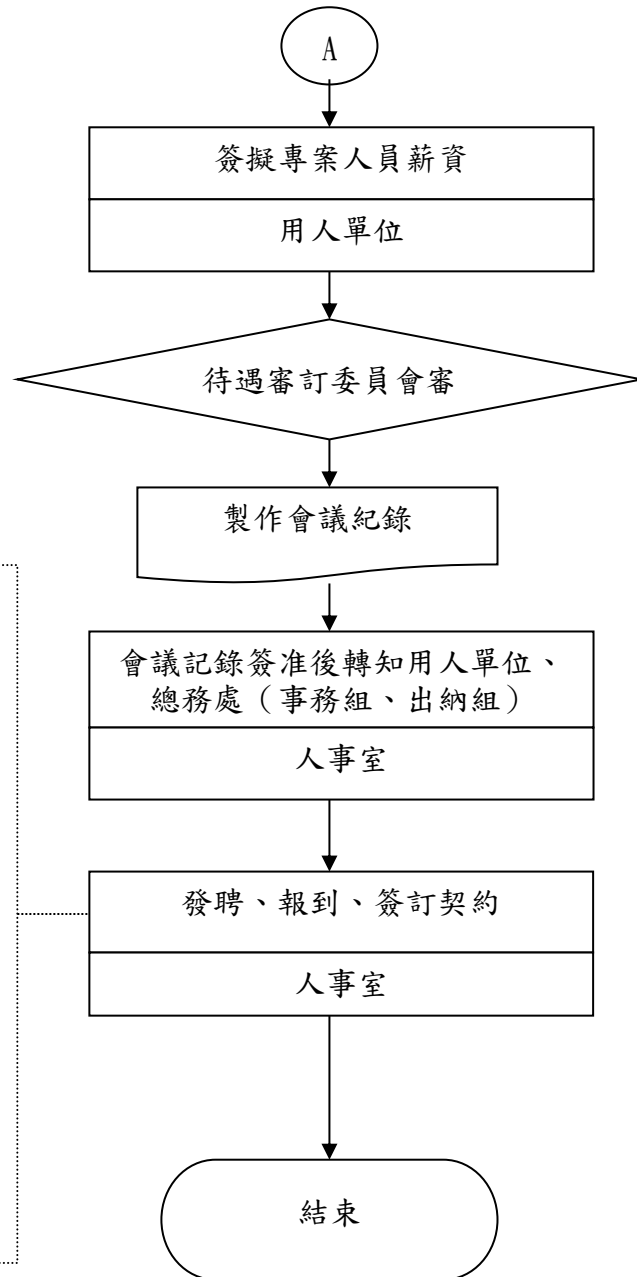 A
簽擬專案人員薪資
用人單位
待遇審訂委員會審
製作會議紀錄
會議記錄簽准後轉知用人單位、
總務處（事務組、出納組）
人事室
發聘、報到、簽訂契約
人事室
結束